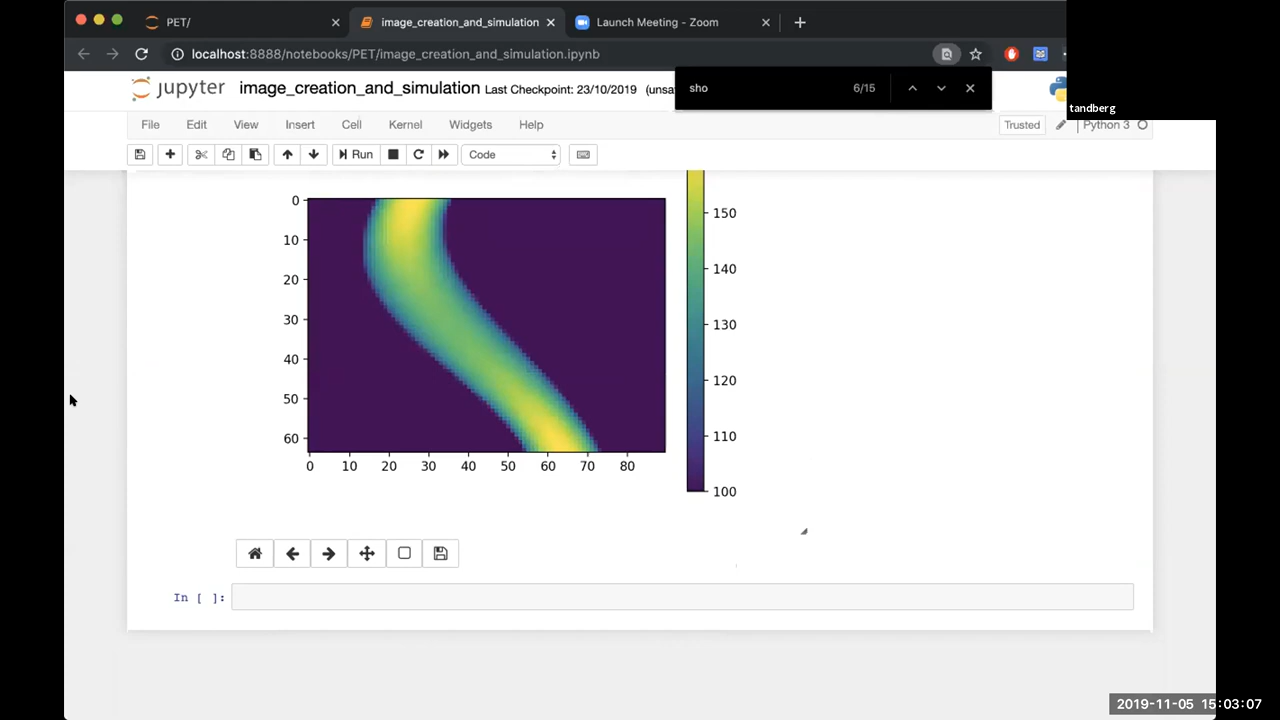 PET/
image_creation_and_simulation
Launch Meeting - Zoom
localhost:8888/notebooks/PET/image_creation_and_simulation.ipynb
sho
6/15
tandberg
jupyter
image_creation_and_simulation Last Checkpoint: 23/10/2019 (unsa
File Edit View Insert Cell Kernel Widgets Help
Trusted
Python 3
Run
Code
0
10
20
30
40
50
60
0 10 20 30 40 50 60 70 80
150
140
130
120
110
100
In [ ]:
2019-11-05 15:03:07